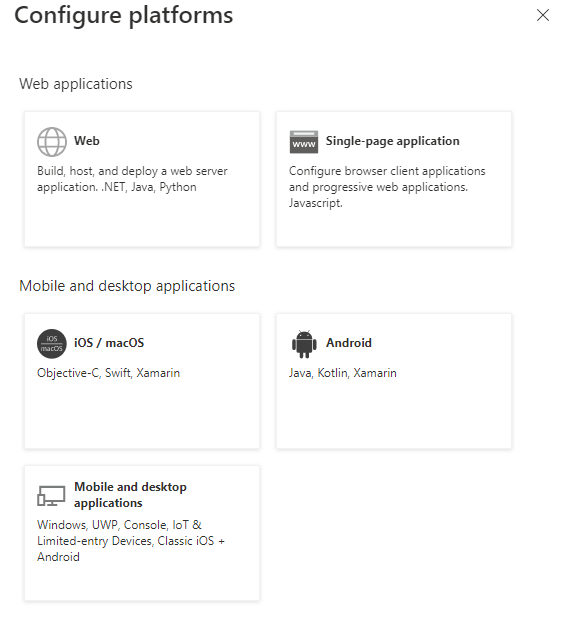 Configure platforms
Web applications
Web
Build, host, and deploy a web server
application. .NET, Java, Python
www
Single-page application
Configure browser client applications
and progressive web applications.
Javascript.
Mobile and desktop applications
iOS
macOS
iOS / macOS
Objective-C, Swift, Xamarin
Android
Java, Kotlin, Xamarin
Mobile and desktop
applications
Windows, UWP, Console, IoT &
Limited-entry Devices, Classic iOS +
Android